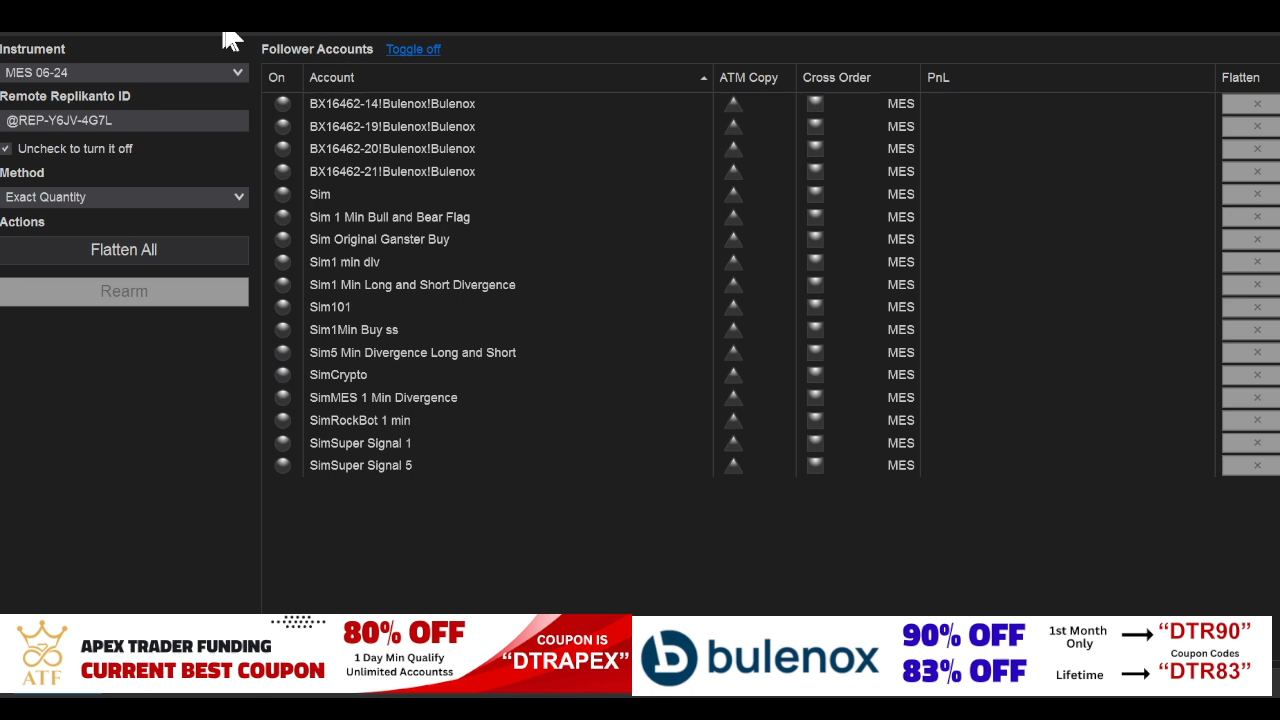 Instrument
MES 06-24
Remote Replikanto ID
@REP-Y6JV-4G7L
Uncheck to turn it off
Method
Exact Quantity
Actions
Flatten All
Rearm
Follower Accounts Toggle off
On Account ATM Copy Cross Order PnL Flatten
BX16462-14!Bulenox!Bulenox MES
BX16462-19!Bulenox!Bulenox MES
BX16462-20!Bulenox!Bulenox MES
BX16462-21!Bulenox!Bulenox MES
Sim MES
Sim 1 Min Bull and Bear Flag MES
Sim Original Ganster Buy MES
Sim1 min div MES
Sim1 Min Long and Short Divergence MES
Sim101 MES
Sim1Min Buy ss MES
Sim5 Min Divergence Long and Short MES
SimCrypto MES
SimMES 1 Min Divergence MES
SimRockBot 1 min MES
SimSuper Signal 1 MES
SimSuper Signal 5 MES
ATF
APEX TRADER FUNDING
CURRENT BEST COUPON
80% OFF
1 Day Min Qualify
Unlimited Accountss
COUPON IS
“DTRAPEX”
bulenox
90% OFF 1st Month Only “DTR90”
Coupon Codes
83% OFF Lifetime “DTR83”